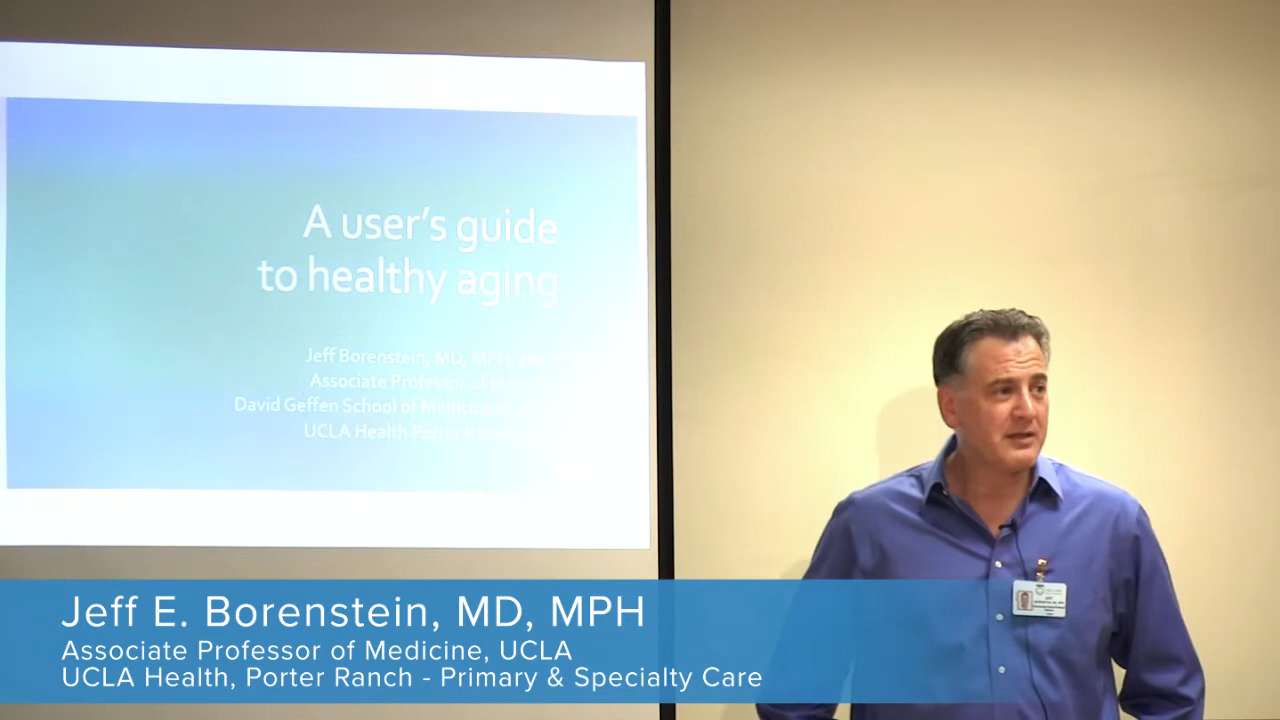 A user's guide
to healthy aging
Jeff Borenstein, MD, MPH,
Associate Professor of
David Geffen School of Medicine
UCLA Health Porter
Jeff E. Borenstein, MD, MPH
Associate Professor of Medicine, UCLA
UCLA Health, Porter Ranch - Primary & Specialty Care